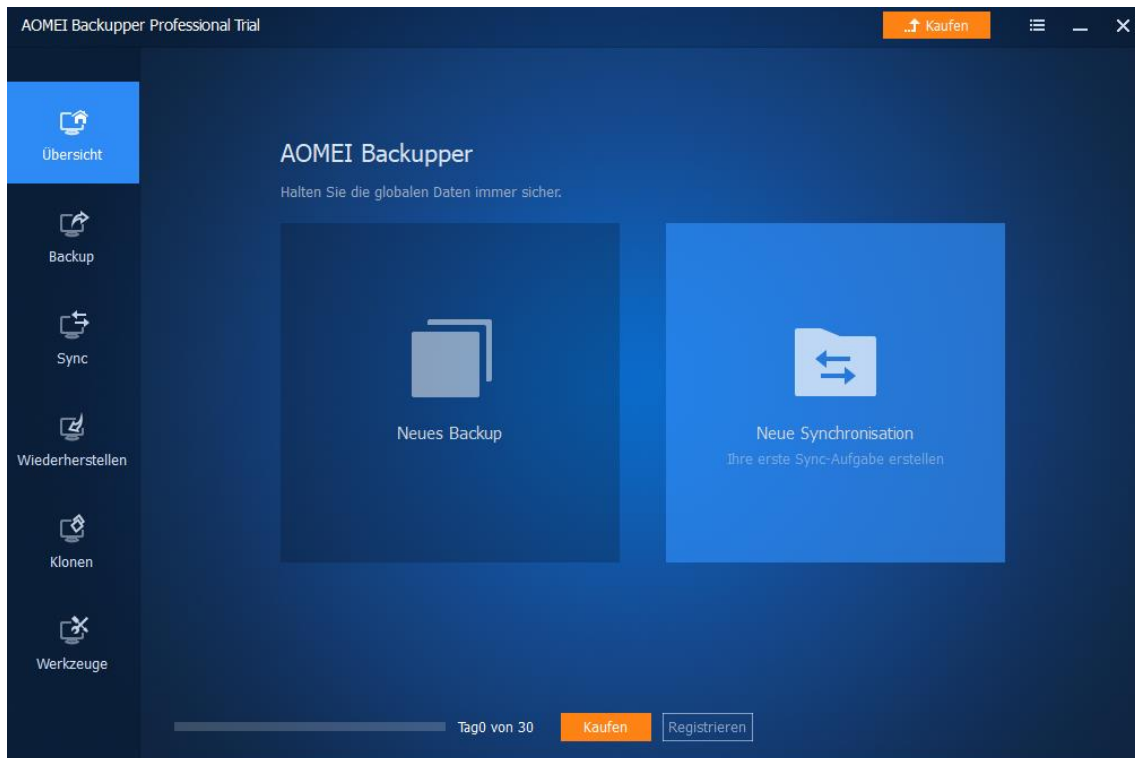 AOMEI Backupper Professional Trial
Kaufen
Übersicht
Backup
Sync
Wiederherstellen
Klonen
Werkzeuge
AOMEI Backupper
Halten Sie die globalen Daten immer sicher.
Neues Backup
Neue Synchronisation
Ihre erste Sync-Aufgabe erstellen
Tag0 von 30
Kaufen
Registrieren